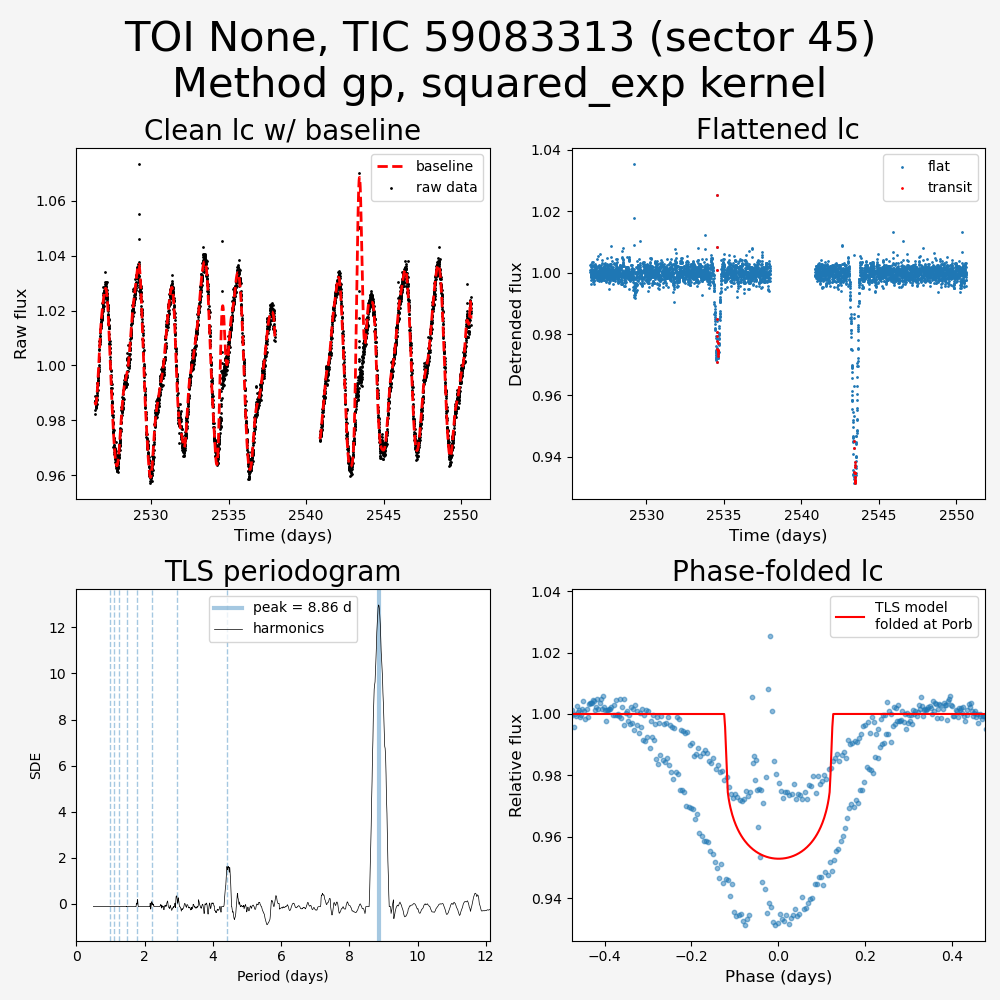 TOI None, TIC 59083313 (sector 45)
Method gp, squared_exp kernel
Clean lc w/ baseline
Raw flux
1.06
1.04
1.02
1.00
0.98
0.96
baseline
raw data
2530
2535
2540
2545
2550
Time (days)
Flattened lc
Detrended flux
1.04
1.02
1.00
0.98
0.96
0.94
flat
transit
2530
2535
2540
2545
2550
Time (days)
TLS periodogram
SDE
12
10
8
6
4
2
0
peak = 8.86 d
harmonics
0
2
4
6
8
10
12
Period (days)
Phase-folded lc
Relative flux
1.04
1.02
1.00
0.98
0.96
0.94
TLS model
folded at Porb
−0.4
−0.2
0.0
0.2
0.4
Phase (days)